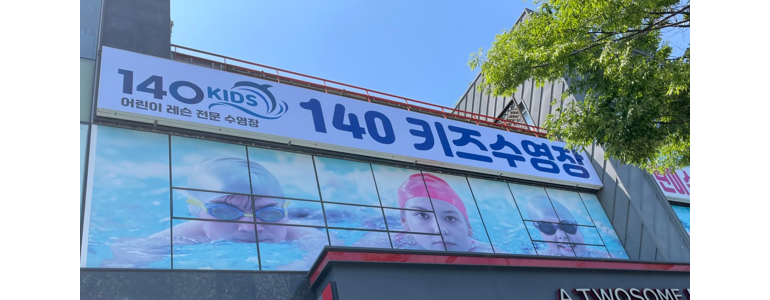 140 KIDS
어린이 레슨 전문 수영장
140 키즈수영장
A TWOSOME